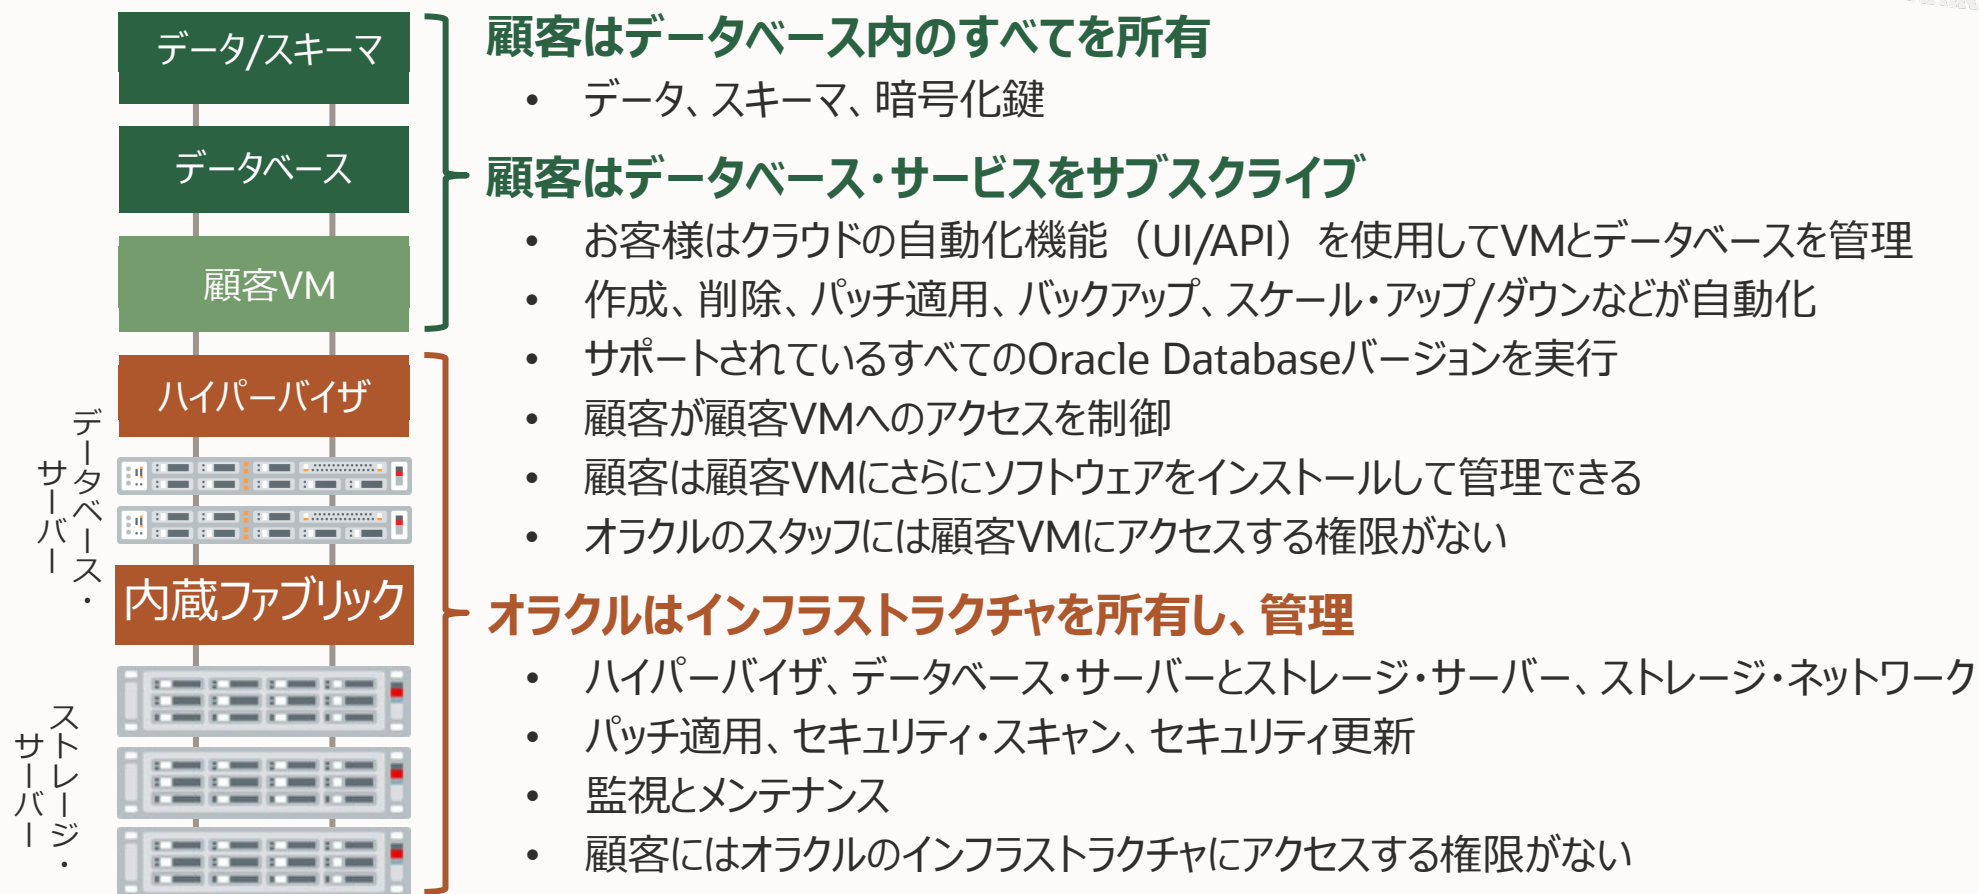 データ/スキーマ
データベース
顧客VM
ハイパーバイザ
データベース・
サーバー
内蔵ファブリック
ストレージ・
サーバー
顧客はデータベース内のすべてを所有
• データ、スキーマ、暗号化鍵
顧客はデータベース・サービスをサブスクライブ
• お客様はクラウドの自動化機能（UI/API）を使用してVMとデータベースを管理
• 作成、削除、パッチ適用、バックアップ、スケール・アップ/ダウンなどが自動化
• サポートされているすべてのOracle Databaseバージョンを実行
• 顧客が顧客VMへのアクセスを制御
• 顧客は顧客VMにさらにソフトウェアをインストールして管理できる
• オラクルのスタッフには顧客VMにアクセスする権限がない
オラクルはインフラストラクチャを所有し、管理
• ハイパーバイザ、データベース・サーバーとストレージ・サーバー、ストレージ・ネットワーク
• パッチ適用、セキュリティ・スキャン、セキュリティ更新
• 監視とメンテナンス
• 顧客にはオラクルのインフラストラクチャにアクセスする権限がない